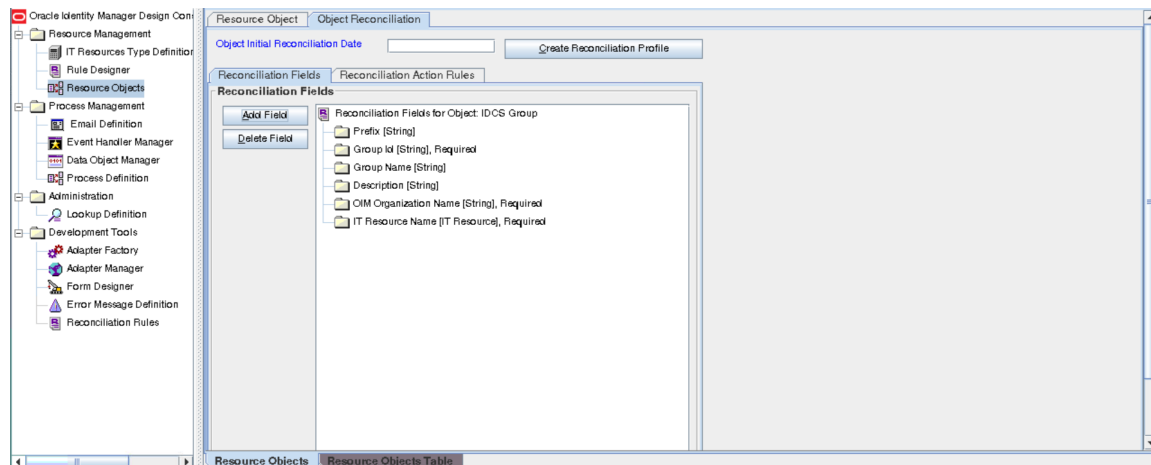 Oracle Identity Manager Design Con
Resource Management
IT Resources Type Definition
Rule Designer
Resource Objects
Process Management
Email Definition
Event Handler Manager
Data Object Manager
Process Definition
Administration
Lookup Definition
Development Tools
Adapter Factory
Adapter Manager
Form Designer
Error Message Definition
Reconciliation Rules
Resource Object
Object Reconciliation
Object Initial Reconciliation Date
Create Reconciliation Profile
Reconciliation Fields
Reconciliation Action Rules
Reconciliation Fields
Add Field
Delete Field
Reconciliation Fields for Object: IDCS Group
Prefix [String]
Group Id [String], Required
Group Name [String]
Description [String]
OIM Organization Name [String], Required
IT Resource Name [IT Resource], Required
Resource Objects
Resource Objects Table